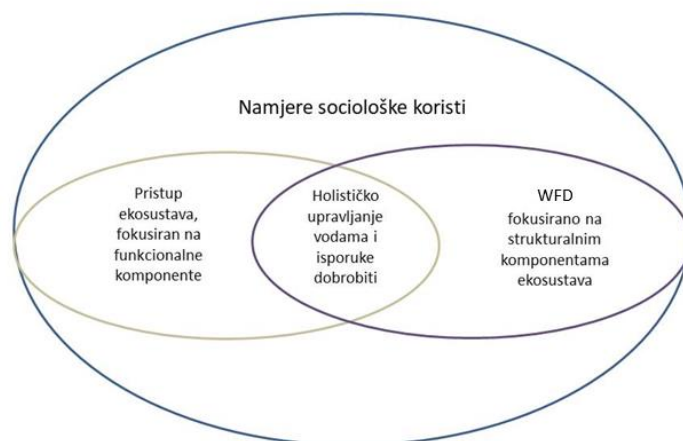 Namjere sociološke koristi
Pristup
ekosustava,
fokusiran na
funkcionalne
komponente
Holističko
upravljanje
vodama i
isporuke
dobrobiti
WFD
fokusirano na
strukturalnim
komponentama
ekosustava